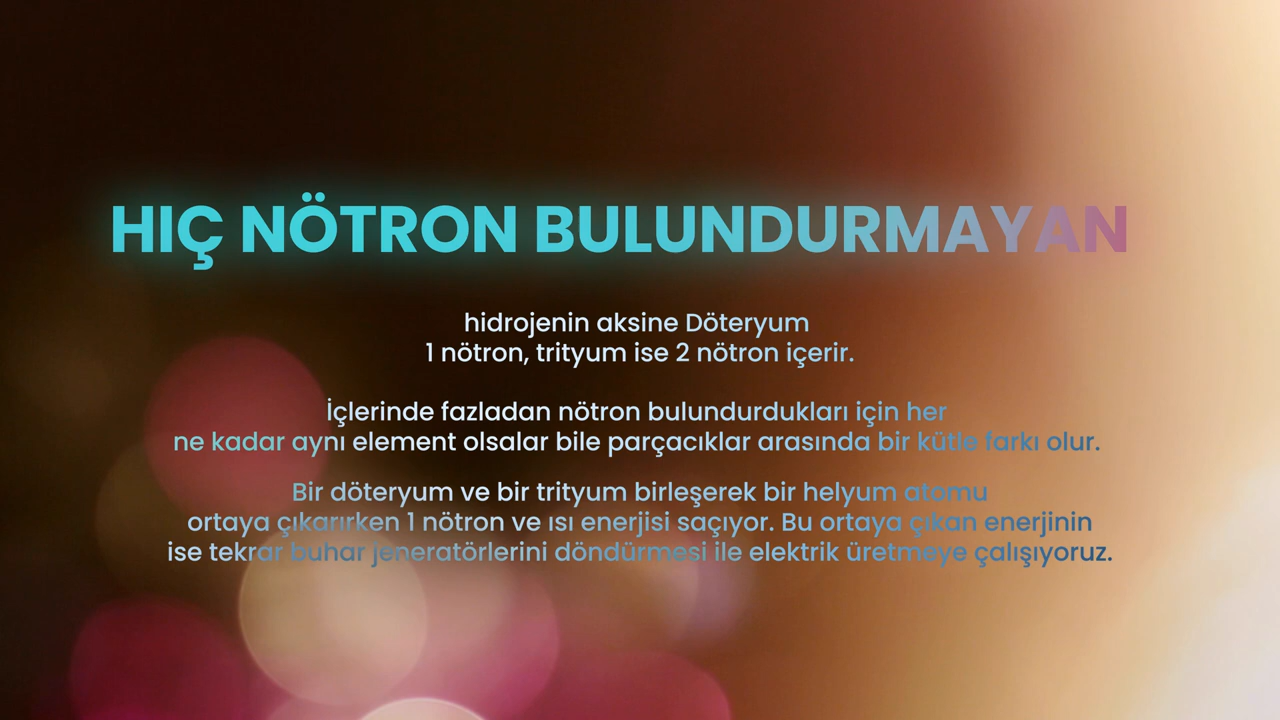 HIÇ NÖTRON BULUNDURMAYAN
hidrojenin aksine Döteryum
1 nötron, trityum ise 2 nötron içerir.
İçlerinde fazladan nötron bulundurdukları için her
ne kadar aynı element olsalar bile parçacıklar arasında bir kütle farkı olur.
Bir döteryum ve bir trityum birleşerek bir helyum atomu
ortaya çıkarırken 1 nötron ve ısı enerjisi saçıyor. Bu ortaya çıkan enerjinin
ise tekrar buhar jeneratörlerini döndürmesi ile elektrik üretmeye çalışıyoruz.